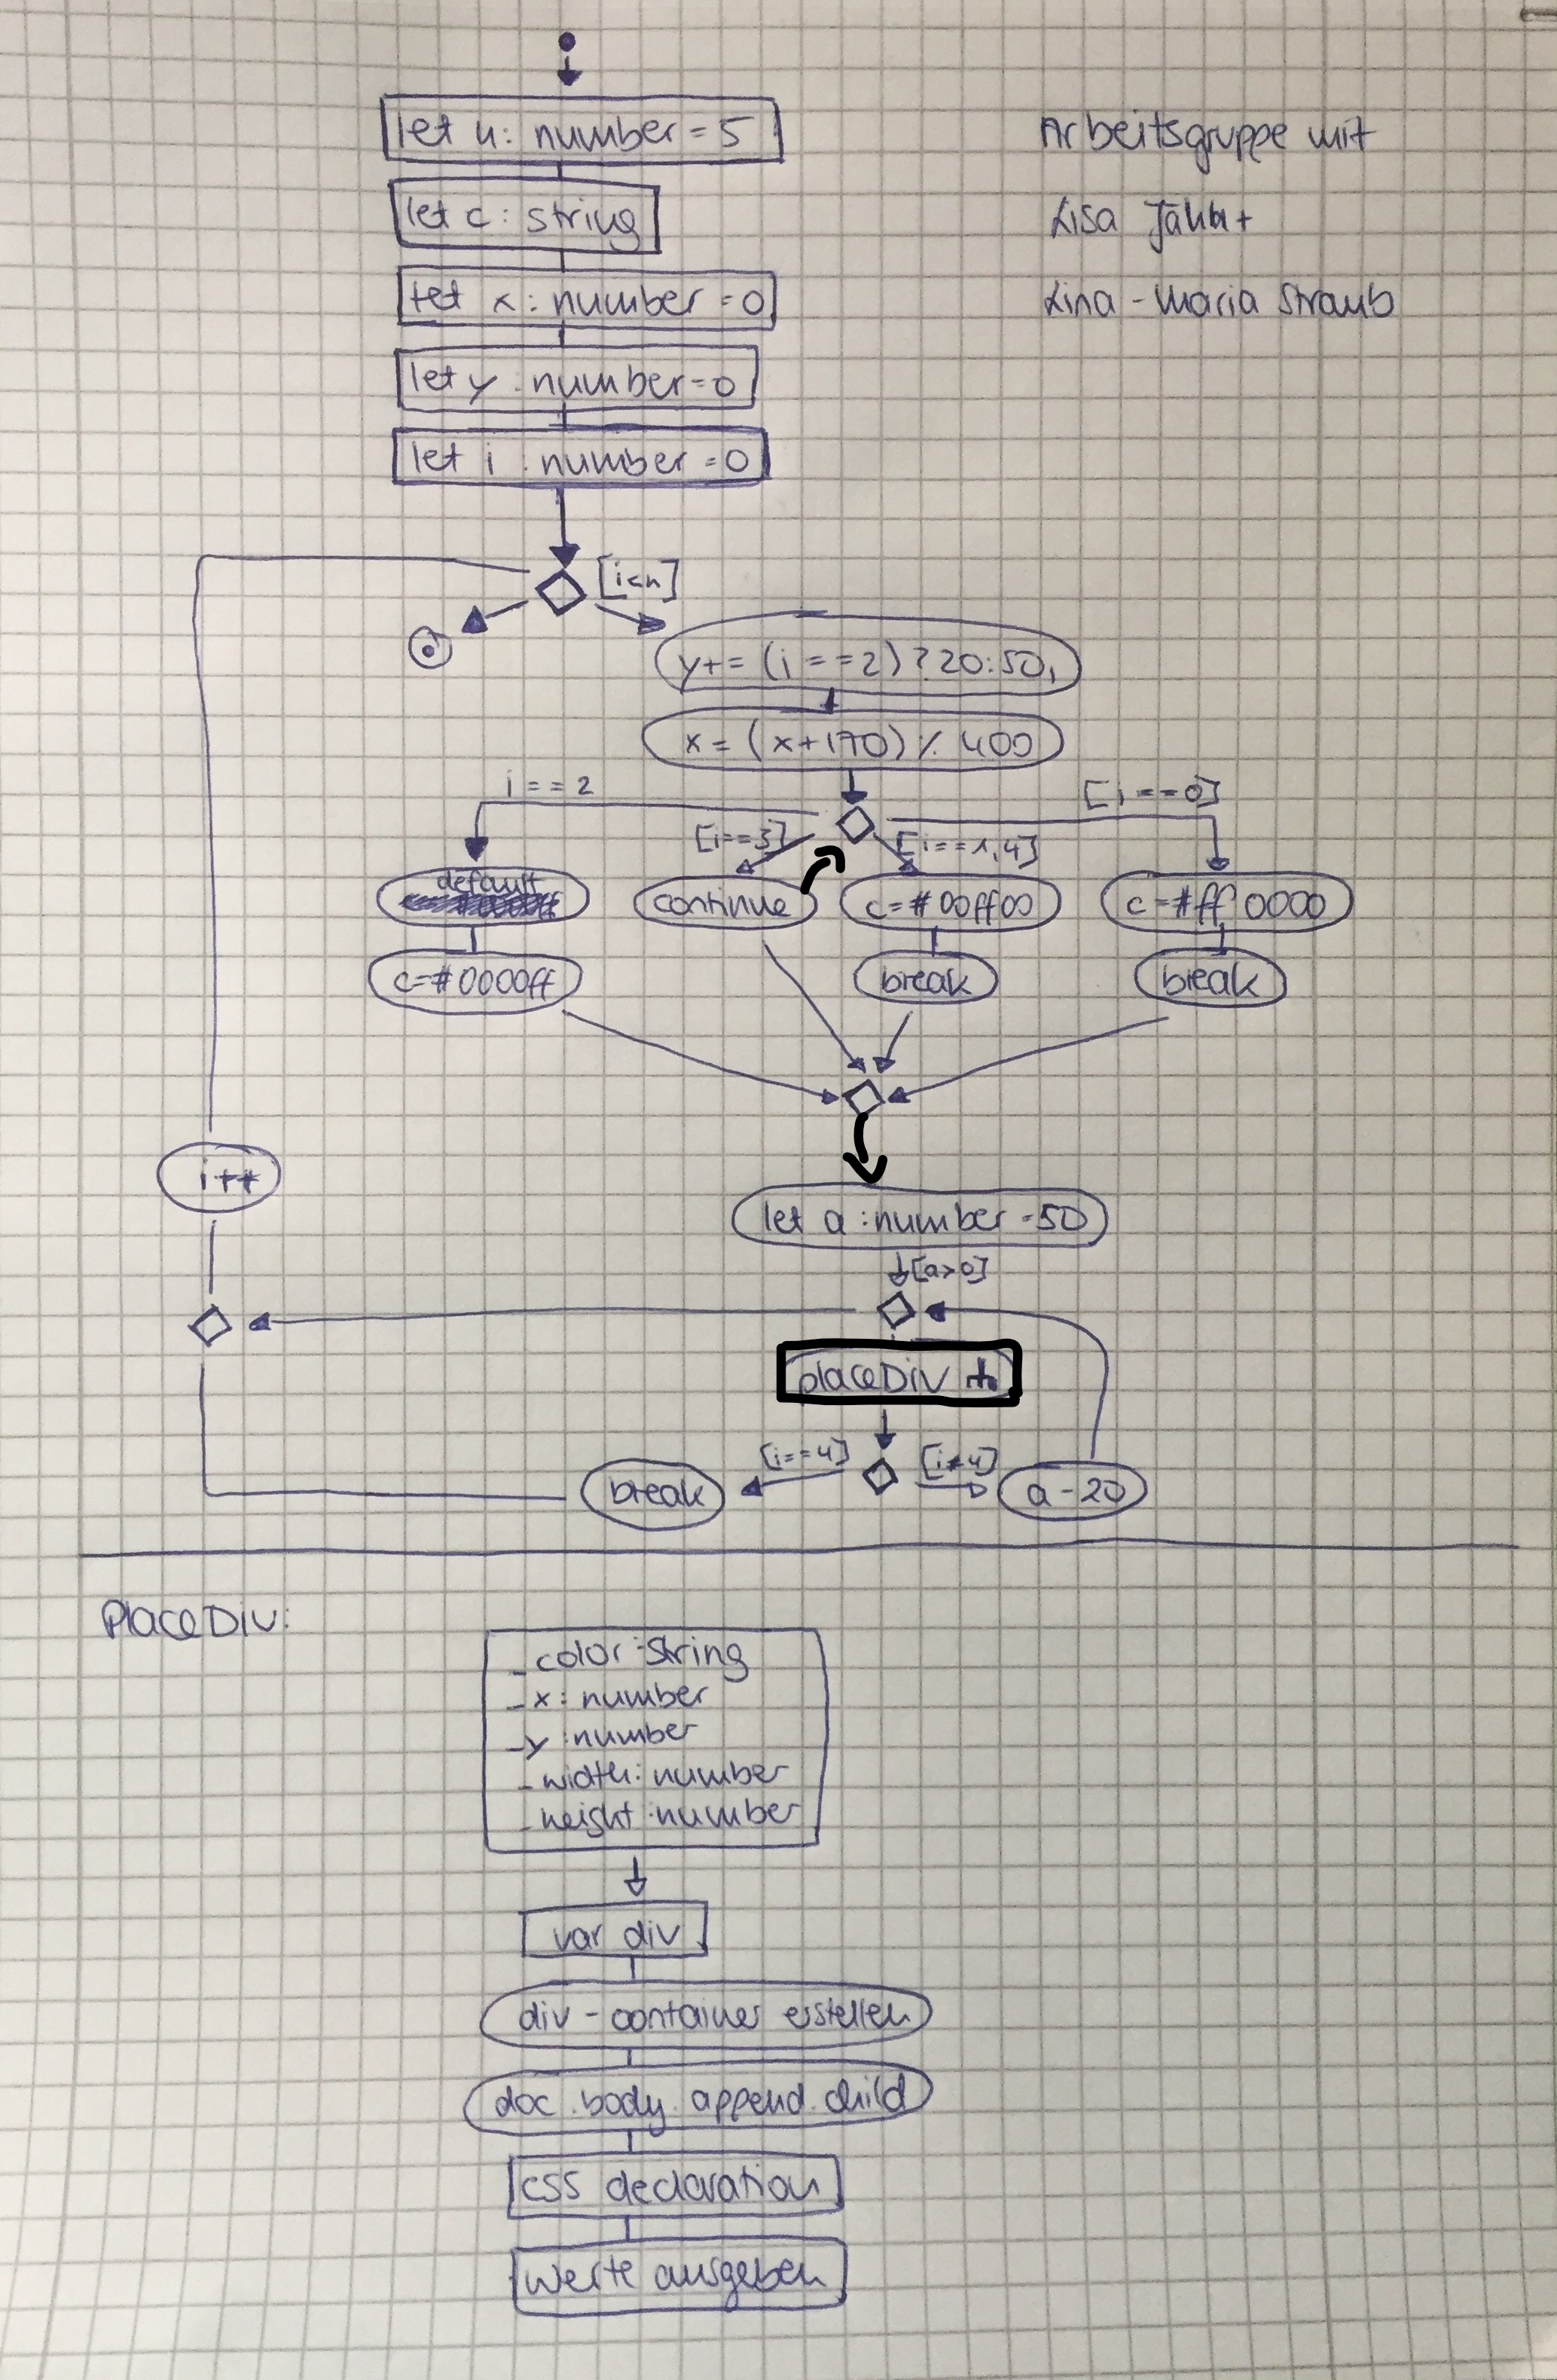 let n: number = 5
Arbeitsgruppe mit
let c: string
Lisa
let x: number = 0
Lina-Maria Straub
let y: number = 0
let i: number = 0
[i<n]
y+= (i==2)?20:50;
x = (x+170) % 400
i == 2
[i==0]
[i==3]
[i==1,4]
default
continue
c=#00ff00
c=#ff0000
c=#0000ff
break
break
i++
let a: number = 50
[a>0]
placeDiv
[i==4]
[i≠4]
break
a-20
PlaceDiv:
_color: String
_x: number
_y: number
_width: number
_height: number
var div
div-container erstellen
doc.body.append.child
css declaration
Werte ausgeben